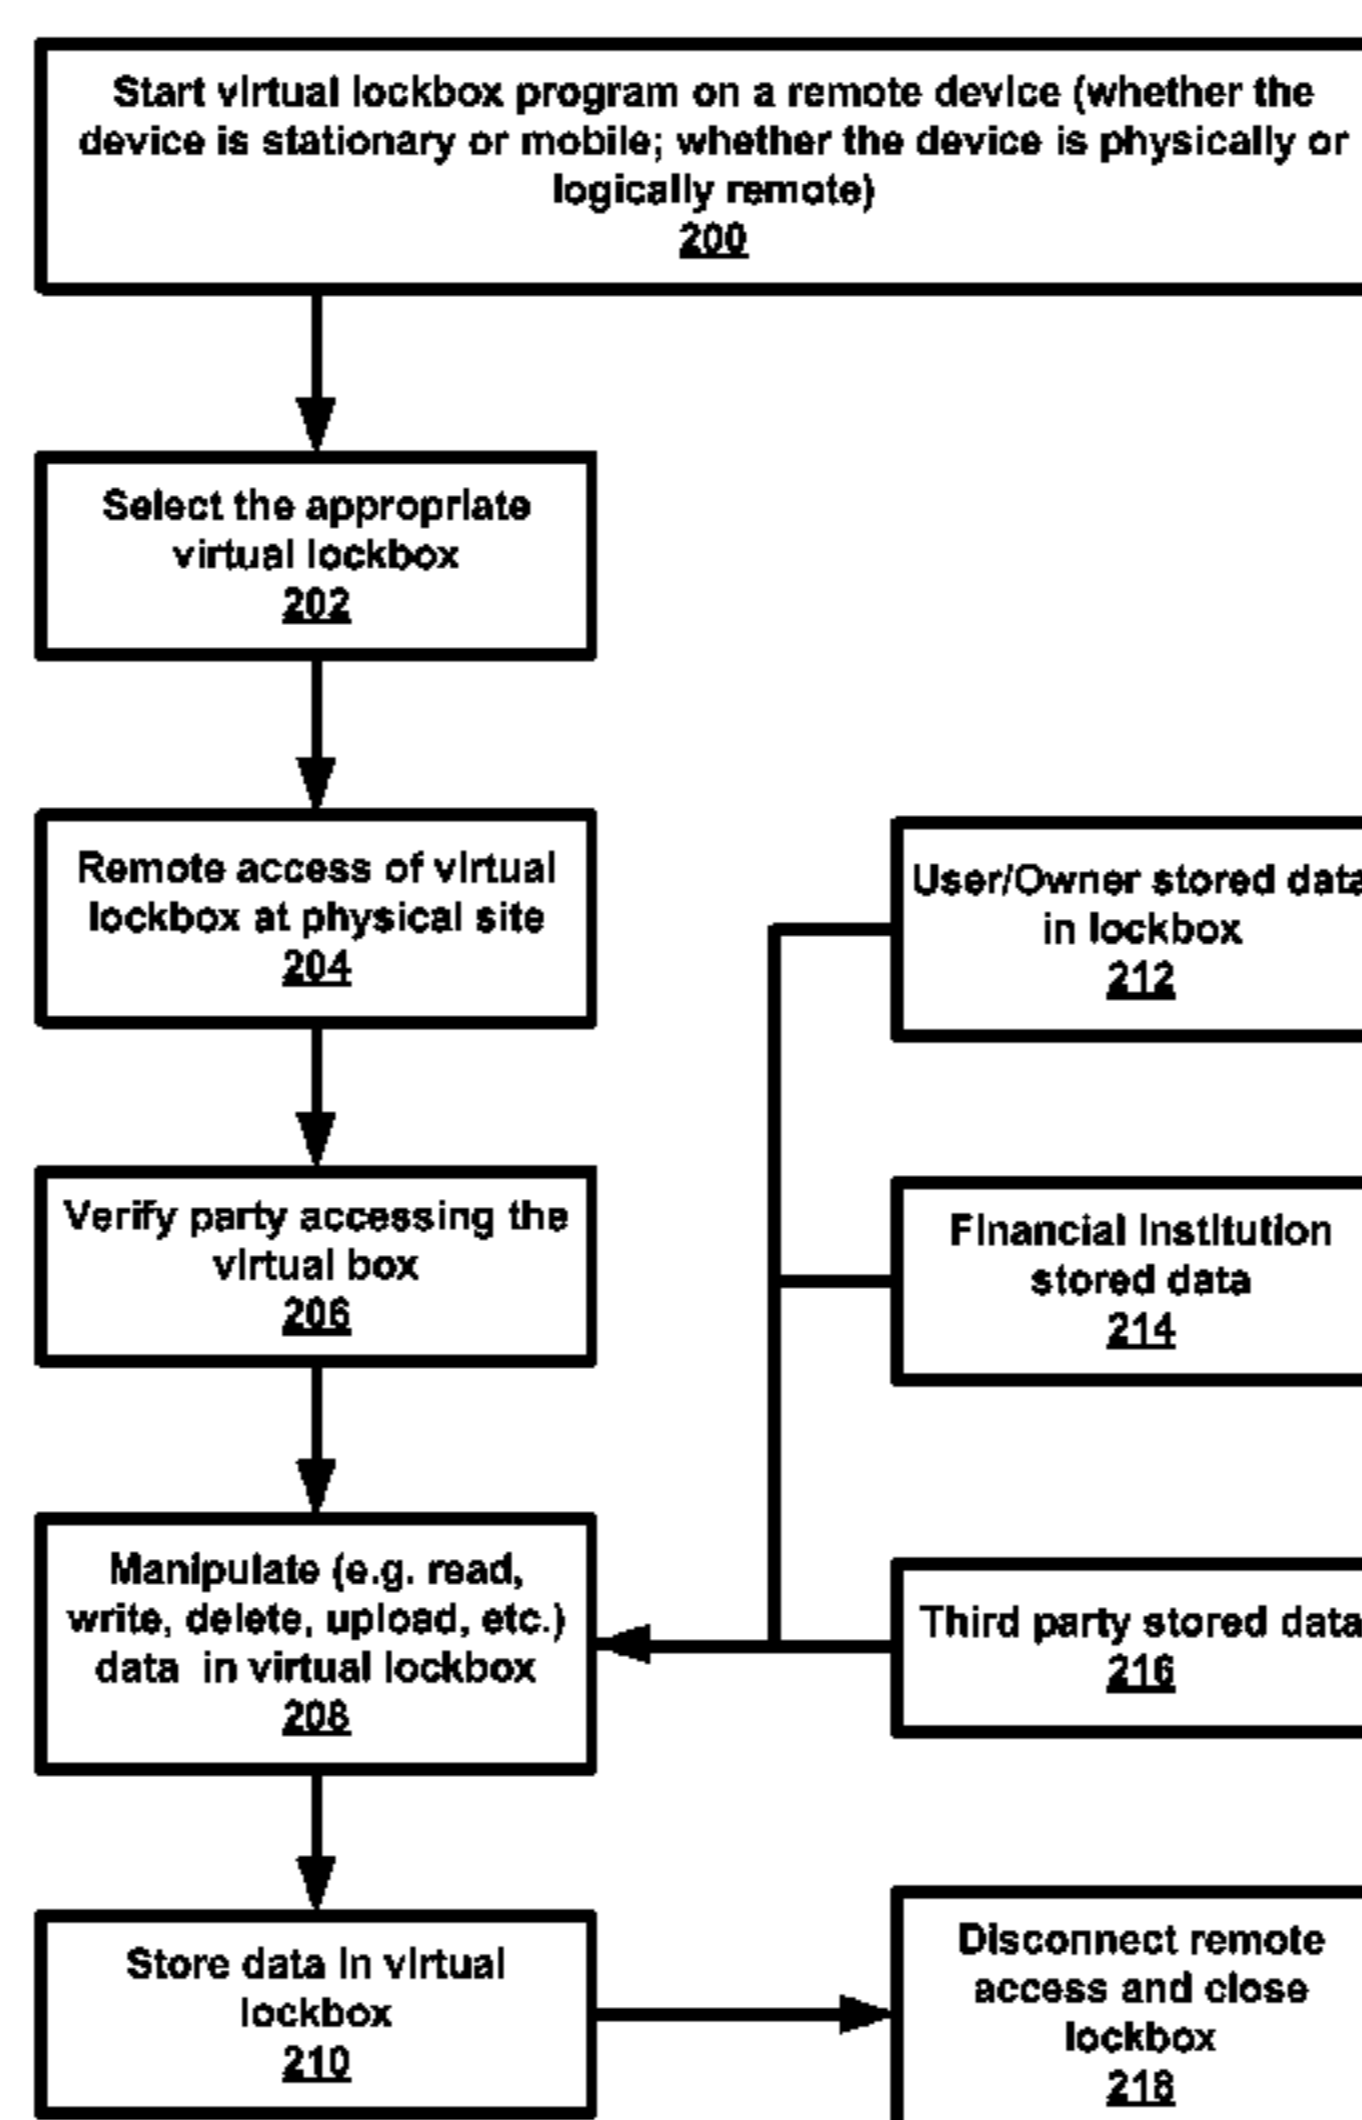 Start virtual lockbox program on a remote device (whether the
device is stationary or mobile; whether the device is physically or
logically remote)
200
Select the appropriate
virtual lockbox
202
Remote access of virtual
lockbox at physical site
204
Verify party accessing the
virtual box
206
Manipulate (e.g. read,
write, delete, upload, etc.)
data in virtual lockbox
208
Store data in virtual
lockbox
210
User/Owner stored data
in lockbox
212
Financial institution
stored data
214
Third party stored data
216
Disconnect remote
access and close
lockbox
218